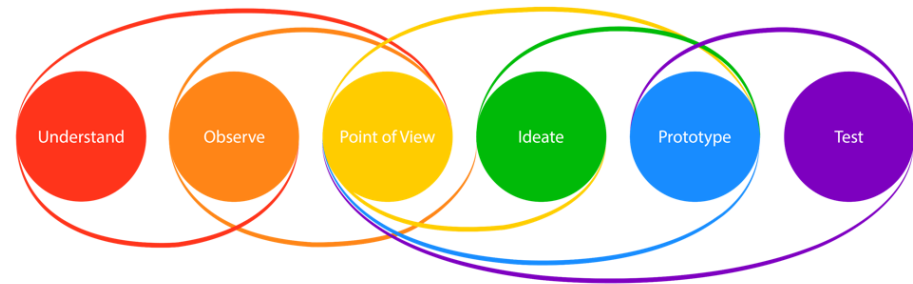 Understand
Observe
Point of View
Ideate
Prototype
Test